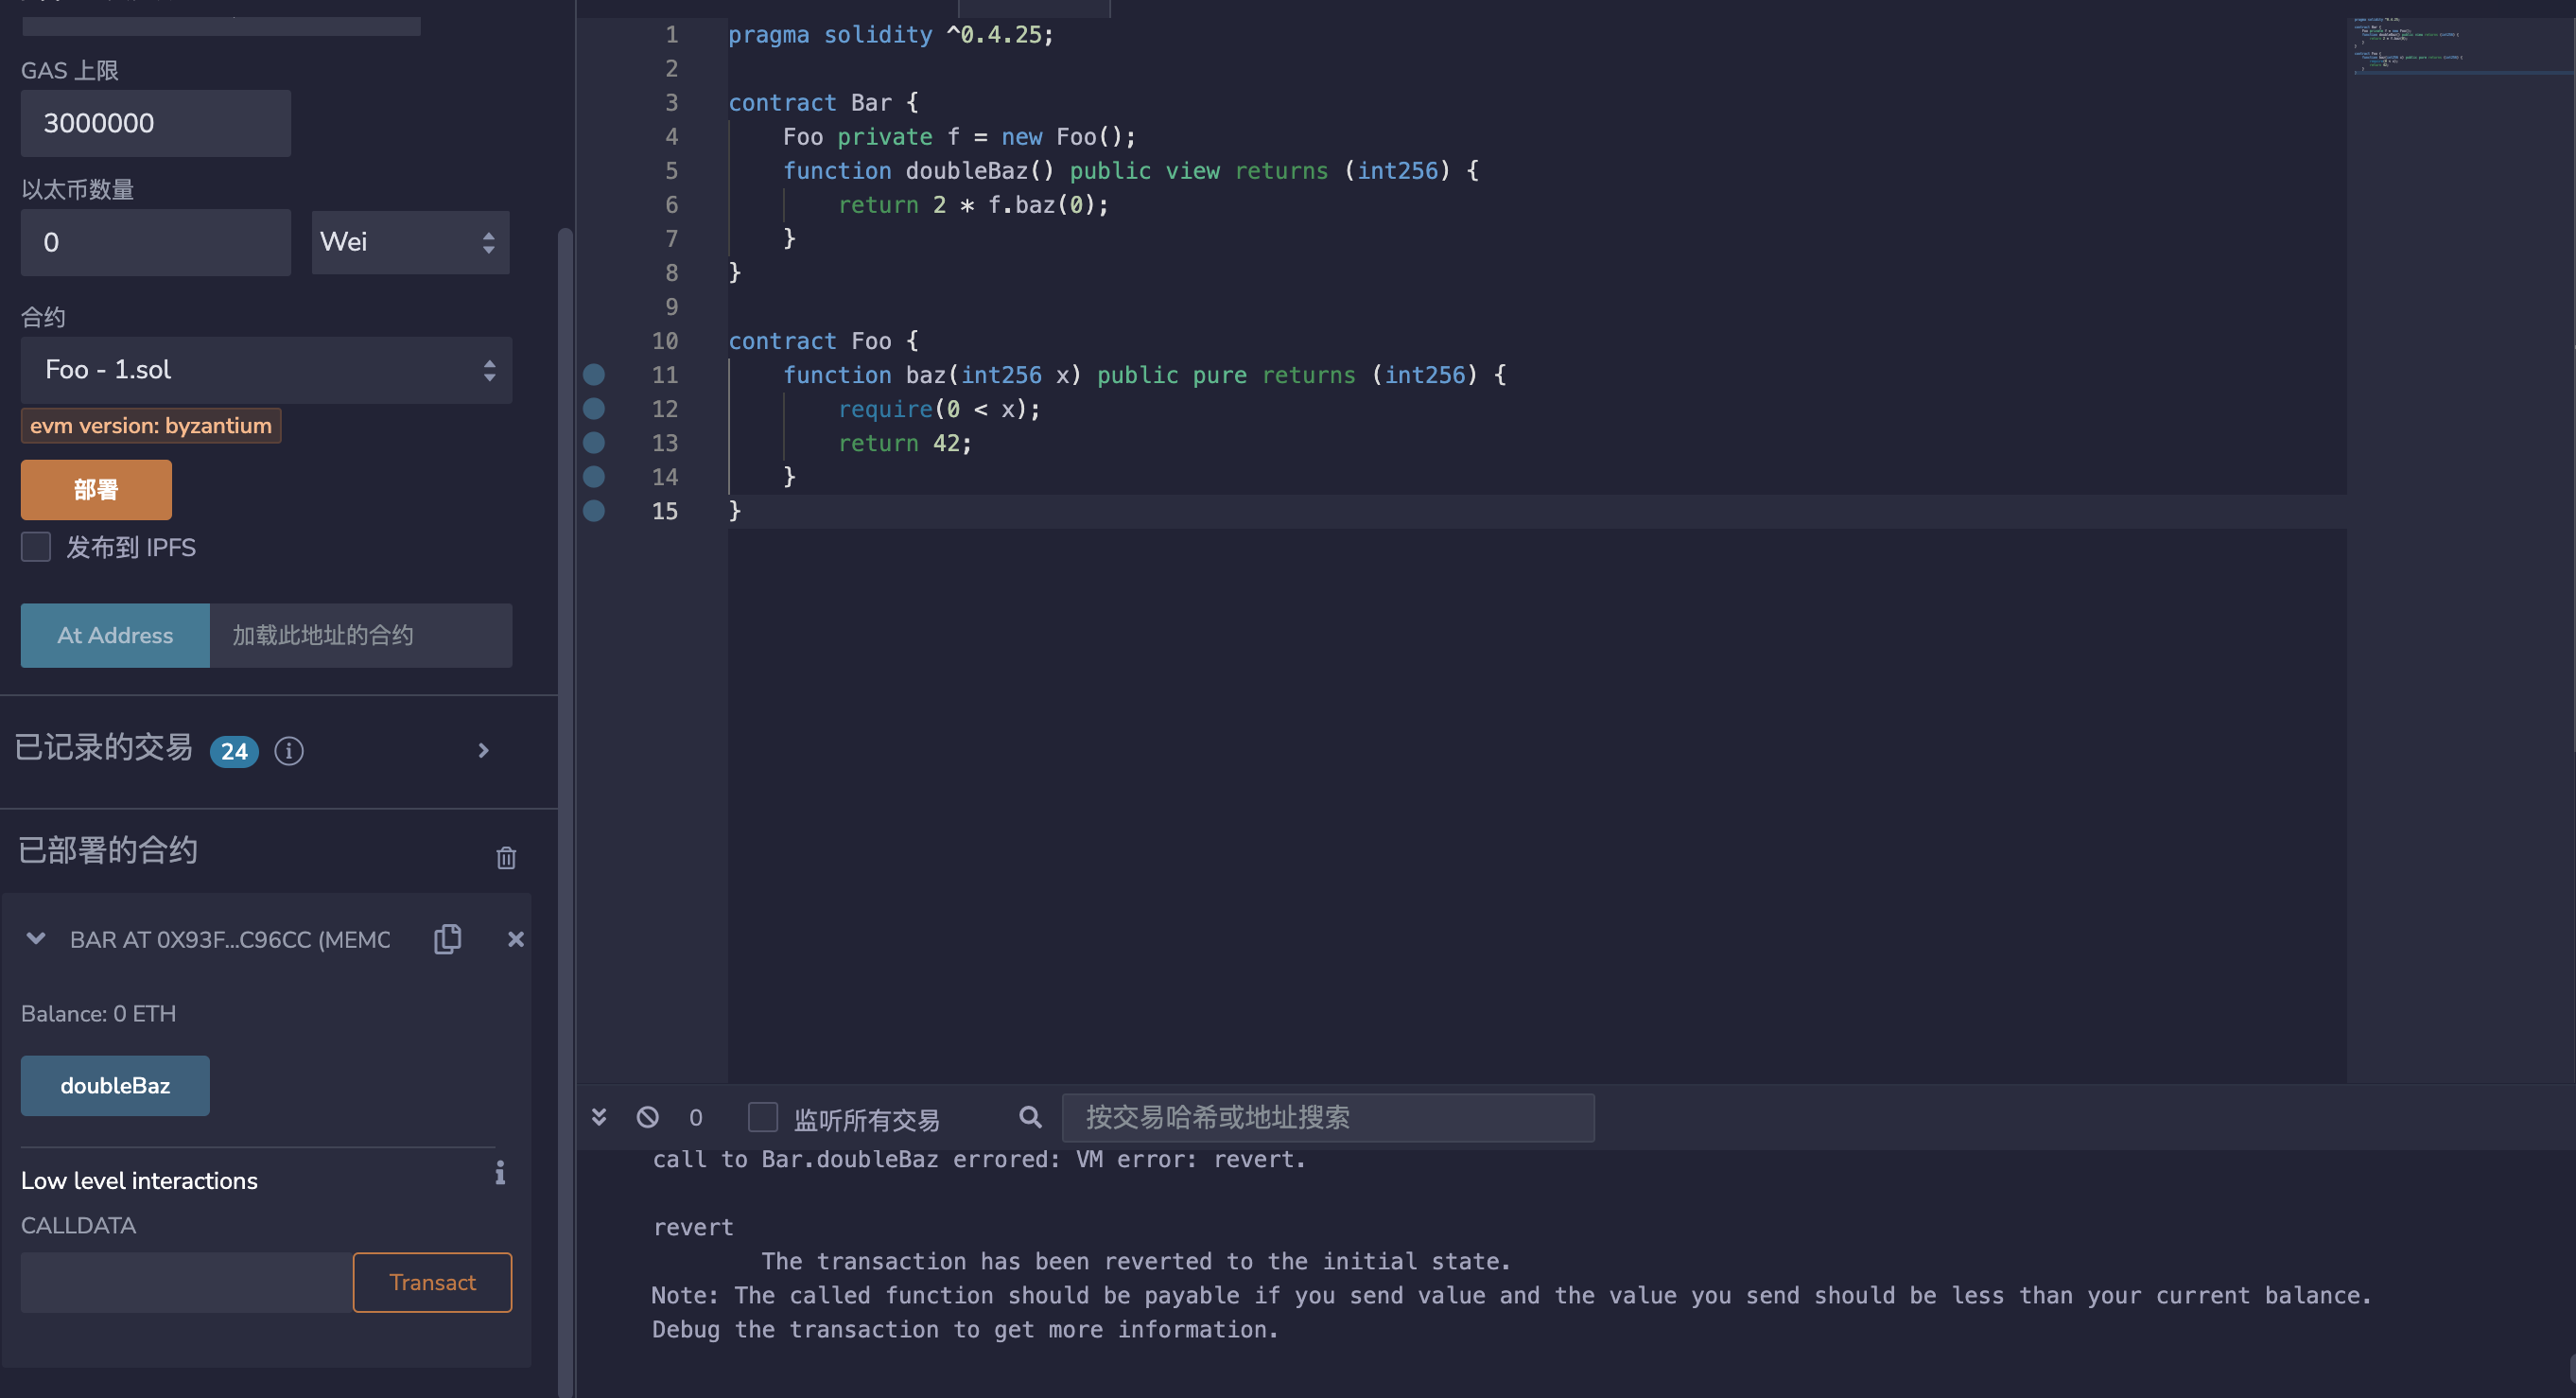 GAS 上限
3000000
以太币数量
0
Wei
合约
Foo - 1.sol
evm version: byzantium
部署
发布到 IPFS
At Address
加载此地址的合约
已记录的交易 24
已部署的合约
BAR AT 0X93F...C96CC (MEMC
Balance: 0 ETH
doubleBaz
Low level interactions
CALLDATA
Transact
1 pragma solidity ^0.4.25;
2
3 contract Bar {
4     Foo private f = new Foo();
5     function doubleBaz() public view returns (int256) {
6         return 2 * f.baz(0);
7     }
8 }
9
10 contract Foo {
11     function baz(int256 x) public pure returns (int256) {
12         require(0 < x);
13         return 42;
14     }
15 }
0
监听所有交易
按交易哈希或地址搜索
call to Bar.doubleBaz errored: VM error: revert.
revert
The transaction has been reverted to the initial state.
Note: The called function should be payable if you send value and the value you send should be less than your current balance.
Debug the transaction to get more information.